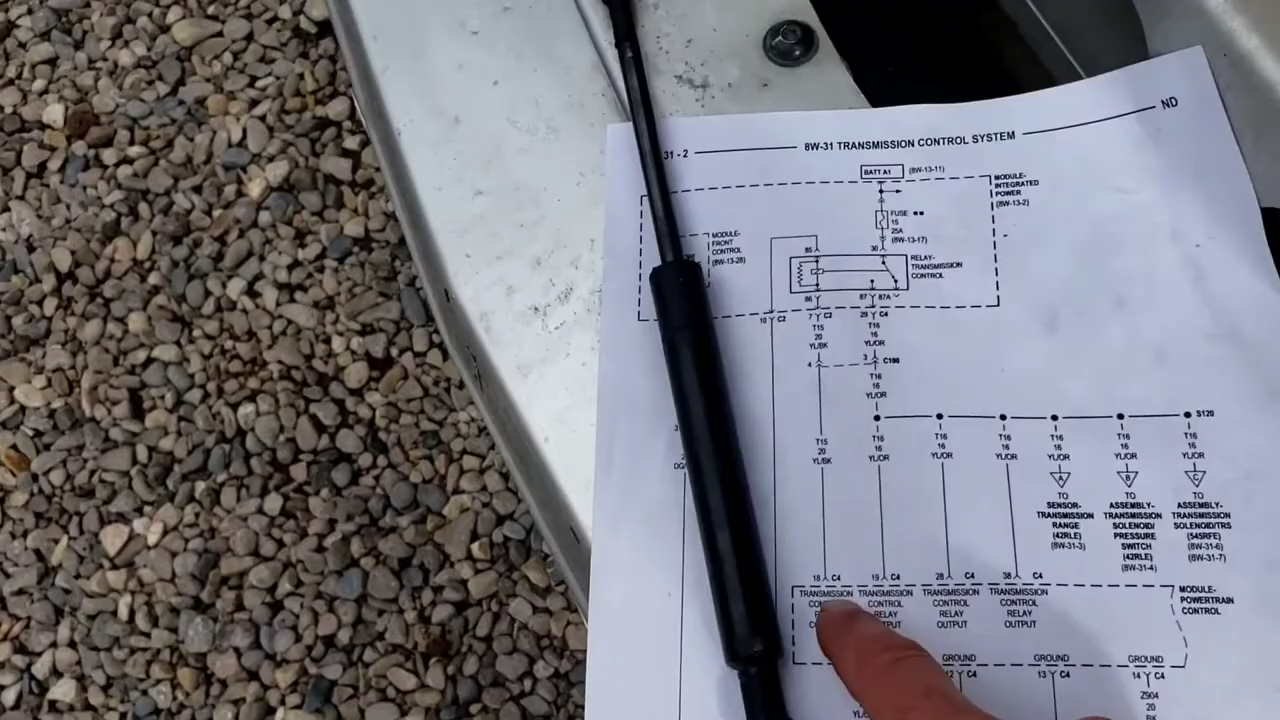 31 - 2
8W-31 TRANSMISSION CONTROL SYSTEM
ND
BATT A1
(8W-13-11)
MODULE-
INTEGRATED
POWER
(8W-13-2)
FUSE
15
25A
(8W-13-17)
MODULE-
FRONT
CONTROL
(8W-13-28)
85
30
RELAY-
TRANSMISSION
CONTROL
86
87
87A
10 C2
7 C2
29 C4
T15
20
YL/BK
T16
16
YL/OR
4
3
C100
T16
16
YL/OR
S120
T15
20
YL/BK
T16
16
YL/OR
T16
16
YL/OR
T16
16
YL/OR
T16
16
YL/OR
T16
16
YL/OR
T16
16
YL/OR
A
B
C
TO
SENSOR-
TRANSMISSION
RANGE
(42RLE)
(8W-31-3)
TO
ASSEMBLY-
TRANSMISSION
SOLENOID/
PRESSURE
SWITCH
(42RLE)
(8W-31-4)
TO
ASSEMBLY-
TRANSMISSION
SOLENOID/TRS
(545RFE)
(8W-31-6)
(8W-31-7)
18 C4
19 C4
28 C4
38 C4
TRANSMISSION
TRANSMISSION
CONTROL
TRANSMISSION
CONTROL
RELAY
OUTPUT
TRANSMISSION
CONTROL
RELAY
OUTPUT
MODULE-
POWERTRAIN
CONTROL
GROUND
GROUND
GROUND
12 C4
13 C4
14 C4
Z904
20